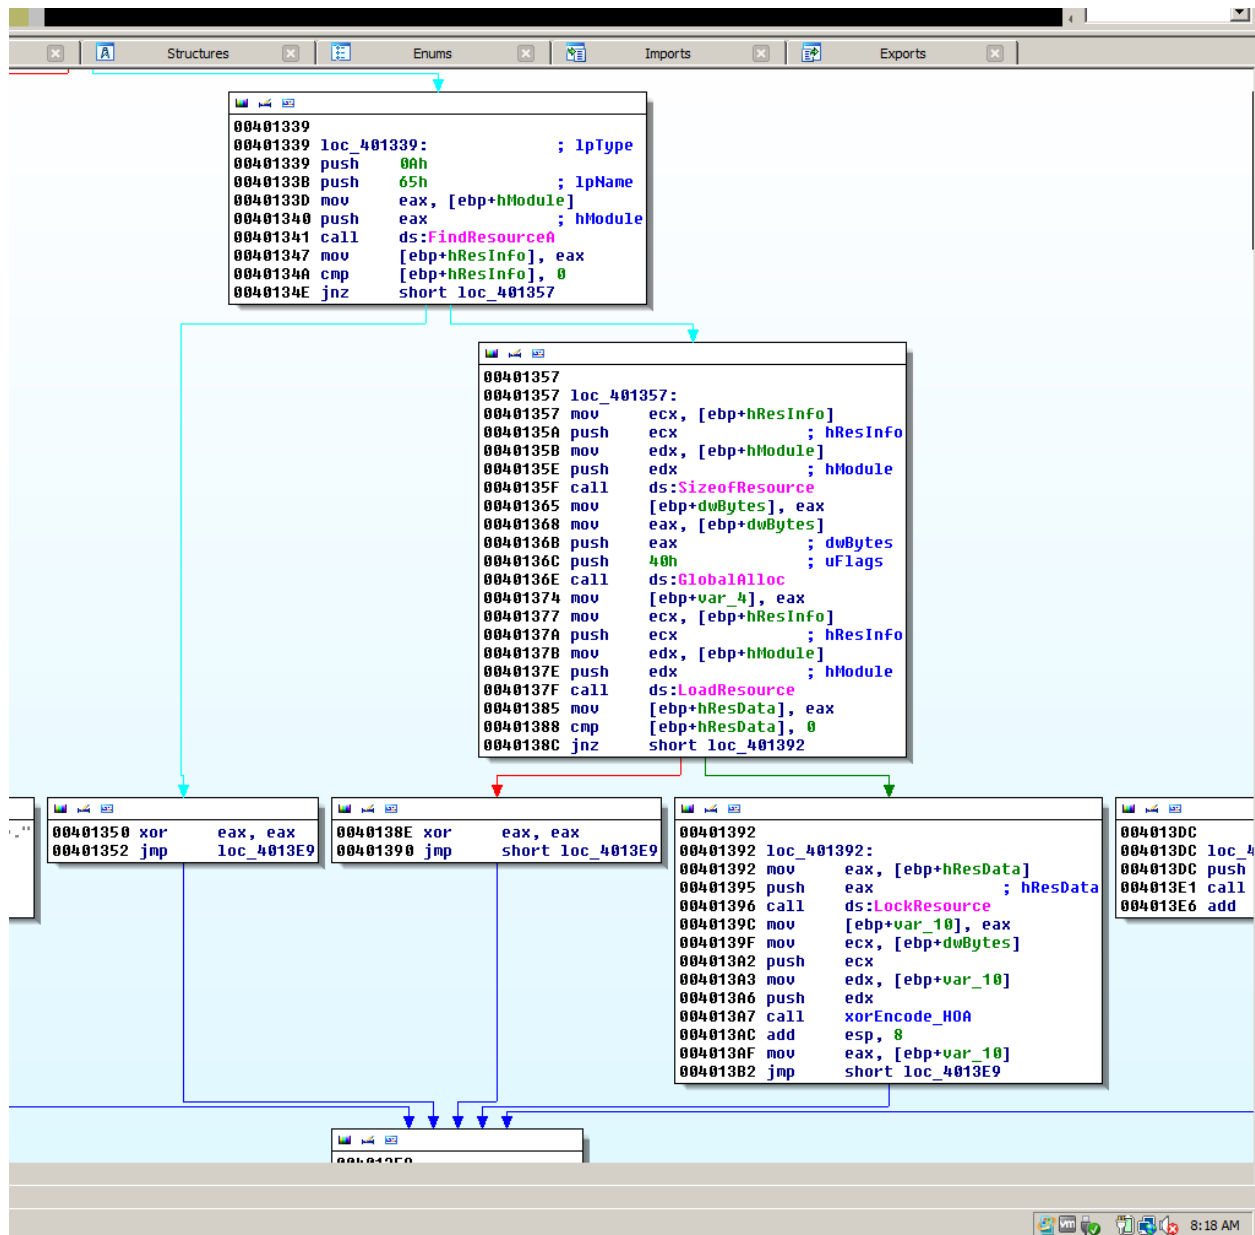 Structures
Enums
Imports
Exports
00401339
00401339 loc_401339: ; lpType
00401339 push 0Ah
0040133B push 65h ; lpName
0040133D mov eax, [ebp+hModule]
00401340 push eax ; hModule
00401341 call ds:FindResourceA
00401347 mov [ebp+hResInfo], eax
0040134A cmp [ebp+hResInfo], 0
0040134E jnz short loc_401357
00401357
00401357 loc_401357:
00401357 mov ecx, [ebp+hResInfo]
0040135A push ecx ; hResInfo
0040135B mov edx, [ebp+hModule]
0040135E push edx ; hModule
0040135F call ds:SizeofResource
00401365 mov [ebp+dwBytes], eax
00401368 mov eax, [ebp+dwBytes]
0040136B push eax ; dwBytes
0040136C push 40h ; uFlags
0040136E call ds:GlobalAlloc
00401374 mov [ebp+var_4], eax
00401377 mov ecx, [ebp+hResInfo]
0040137A push ecx ; hResInfo
0040137B mov edx, [ebp+hModule]
0040137E push edx ; hModule
0040137F call ds:LoadResource
00401385 mov [ebp+hResData], eax
00401388 cmp [ebp+hResData], 0
0040138C jnz short loc_401392
."
00401350 xor eax, eax
00401352 jmp loc_4013E9
0040138E xor eax, eax
00401390 jmp short loc_4013E9
00401392
00401392 loc_401392:
00401392 mov eax, [ebp+hResData]
00401395 push eax ; hResData
00401396 call ds:LockResource
0040139C mov [ebp+var_10], eax
0040139F mov ecx, [ebp+dwBytes]
004013A2 push ecx
004013A3 mov edx, [ebp+var_10]
004013A6 push edx
004013A7 call xorEncode_HOA
004013AC add esp, 8
004013AF mov eax, [ebp+var_10]
004013B2 jmp short loc_4013E9
004013DC
004013DC loc_4
004013DC push
004013E1 call
004013E6 add
vm
8:18 AM